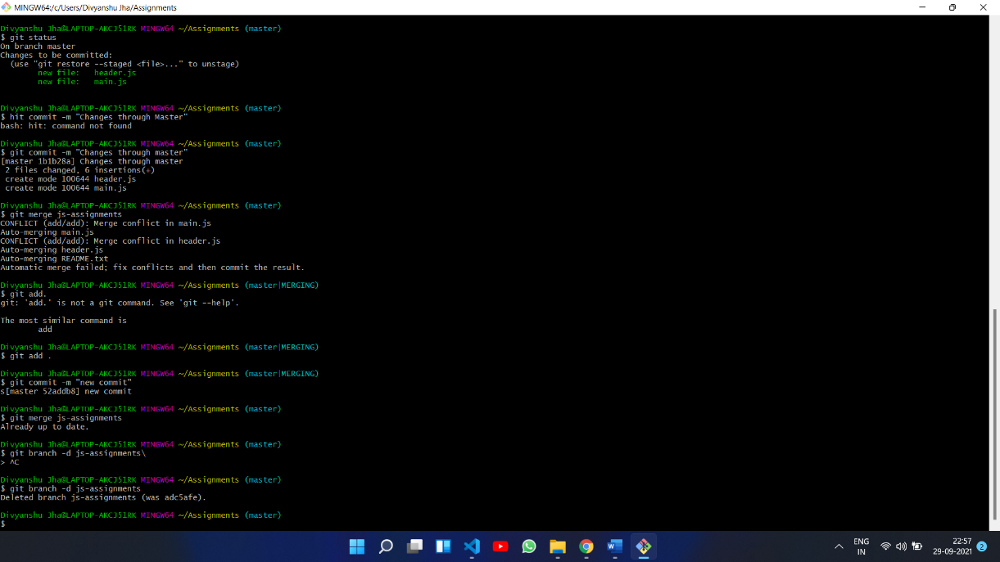 MINGW64:/c/Users/Divyanshu Jha/Assignments
Divyanshu Jha@LAPTOP-AKCJ51RK MINGW64 ~/Assignments (master)
$ git status
On branch master
Changes to be committed:
  (use "git restore --staged <file>..." to unstage)
        new file:   header.js
        new file:   main.js
Divyanshu Jha@LAPTOP-AKCJ51RK MINGW64 ~/Assignments (master)
$ hit commit -m "Changes through Master"
bash: hit: command not found
Divyanshu Jha@LAPTOP-AKCJ51RK MINGW64 ~/Assignments (master)
$ git commit -m "Changes through master"
[master 1b1b28a] Changes through master
 2 files changed, 6 insertions(+)
 create mode 100644 header.js
 create mode 100644 main.js
Divyanshu Jha@LAPTOP-AKCJ51RK MINGW64 ~/Assignments (master)
$ git merge js-assignments
CONFLICT (add/add): Merge conflict in main.js
Auto-merging main.js
CONFLICT (add/add): Merge conflict in header.js
Auto-merging header.js
Auto-merging README.txt
Automatic merge failed; fix conflicts and then commit the result.
Divyanshu Jha@LAPTOP-AKCJ51RK MINGW64 ~/Assignments (master|MERGING)
$ git add.
git: 'add.' is not a git command. See 'git --help'.
The most similar command is
        add
Divyanshu Jha@LAPTOP-AKCJ51RK MINGW64 ~/Assignments (master|MERGING)
$ git add .
Divyanshu Jha@LAPTOP-AKCJ51RK MINGW64 ~/Assignments (master|MERGING)
$ git commit -m "new commit"
s[master 52addb8] new commit
Divyanshu Jha@LAPTOP-AKCJ51RK MINGW64 ~/Assignments (master)
$ git merge js-assignments
Already up to date.
Divyanshu Jha@LAPTOP-AKCJ51RK MINGW64 ~/Assignments (master)
$ git branch -d js-assignments\
> ^C
Divyanshu Jha@LAPTOP-AKCJ51RK MINGW64 ~/Assignments (master)
$ git branch -d js-assignments
Deleted branch js-assignments (was adc5afe).
Divyanshu Jha@LAPTOP-AKCJ51RK MINGW64 ~/Assignments (master)
$
ENG
IN
22:57
29-09-2021
2